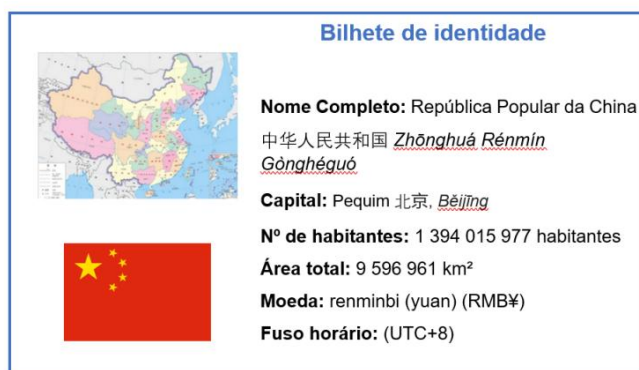 Bilhete de identidade
Nome Completo: República Popular da China
中华人民共和国 Zhōnghuá Rénmín
Gònghéguó
Capital: Pequim 北京, Běijīng
Nº de habitantes: 1 394 015 977 habitantes
Área total: 9 596 961 km²
Moeda: renminbi (yuan) (RMB¥)
Fuso horário: (UTC+8)